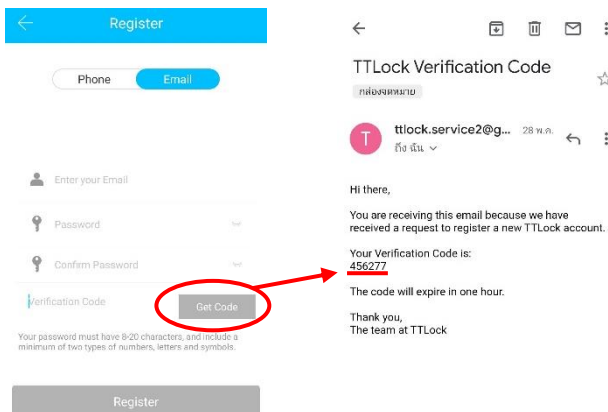 Register
Phone
Email
Enter your Email
Password
Confirm Password
Verification Code
Get Code
Your password must have 8-20 characters, and include a
minimum of two types of numbers, letters and symbols.
Register
TTLock Verification Code
กล่องจดหมาย
T
ttlock.service2@g... 28 พ.ค.
ถึง ฉัน
Hi there,
You are receiving this email because we have
received a request to register a new TTLock account.
Your Verification Code is:
456277
The code will expire in one hour.
Thank you,
The team at TTLock